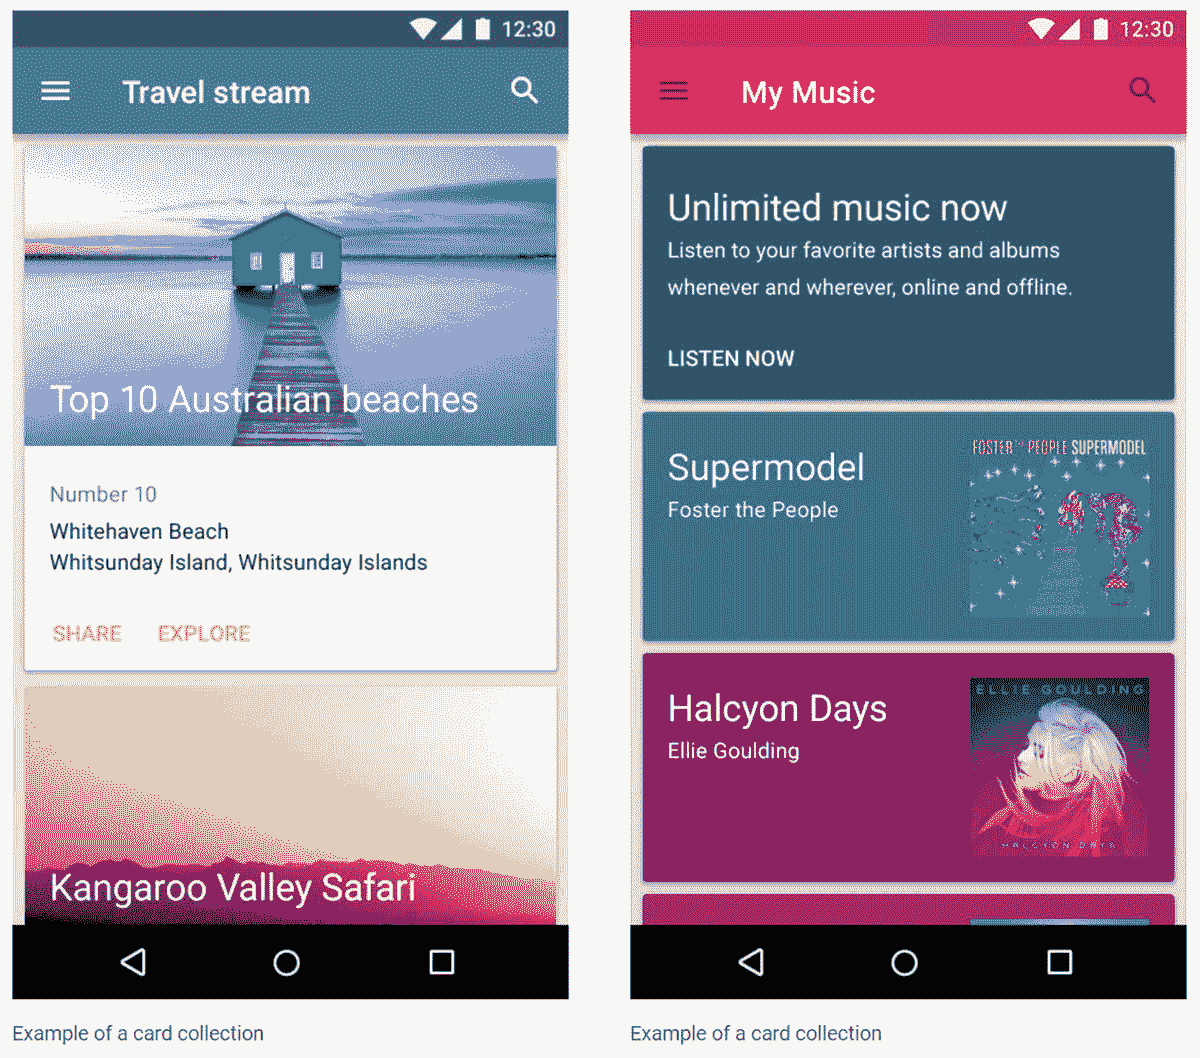 12:30
Travel stream
Top 10 Australian beaches
Number 10
Whitehaven Beach
Whitsunday Island, Whitsunday Islands
SHARE EXPLORE
Kangaroo Valley Safari
Example of a card collection
12:30
My Music
Unlimited music now
Listen to your favorite artists and albums
whenever and wherever, online and offline.
LISTEN NOW
Supermodel
Foster the People
FOSTER THE PEOPLE SUPERMODEL
Halcyon Days
Ellie Goulding
ELLIE GOULDING
HALCYON DAYS
Example of a card collection